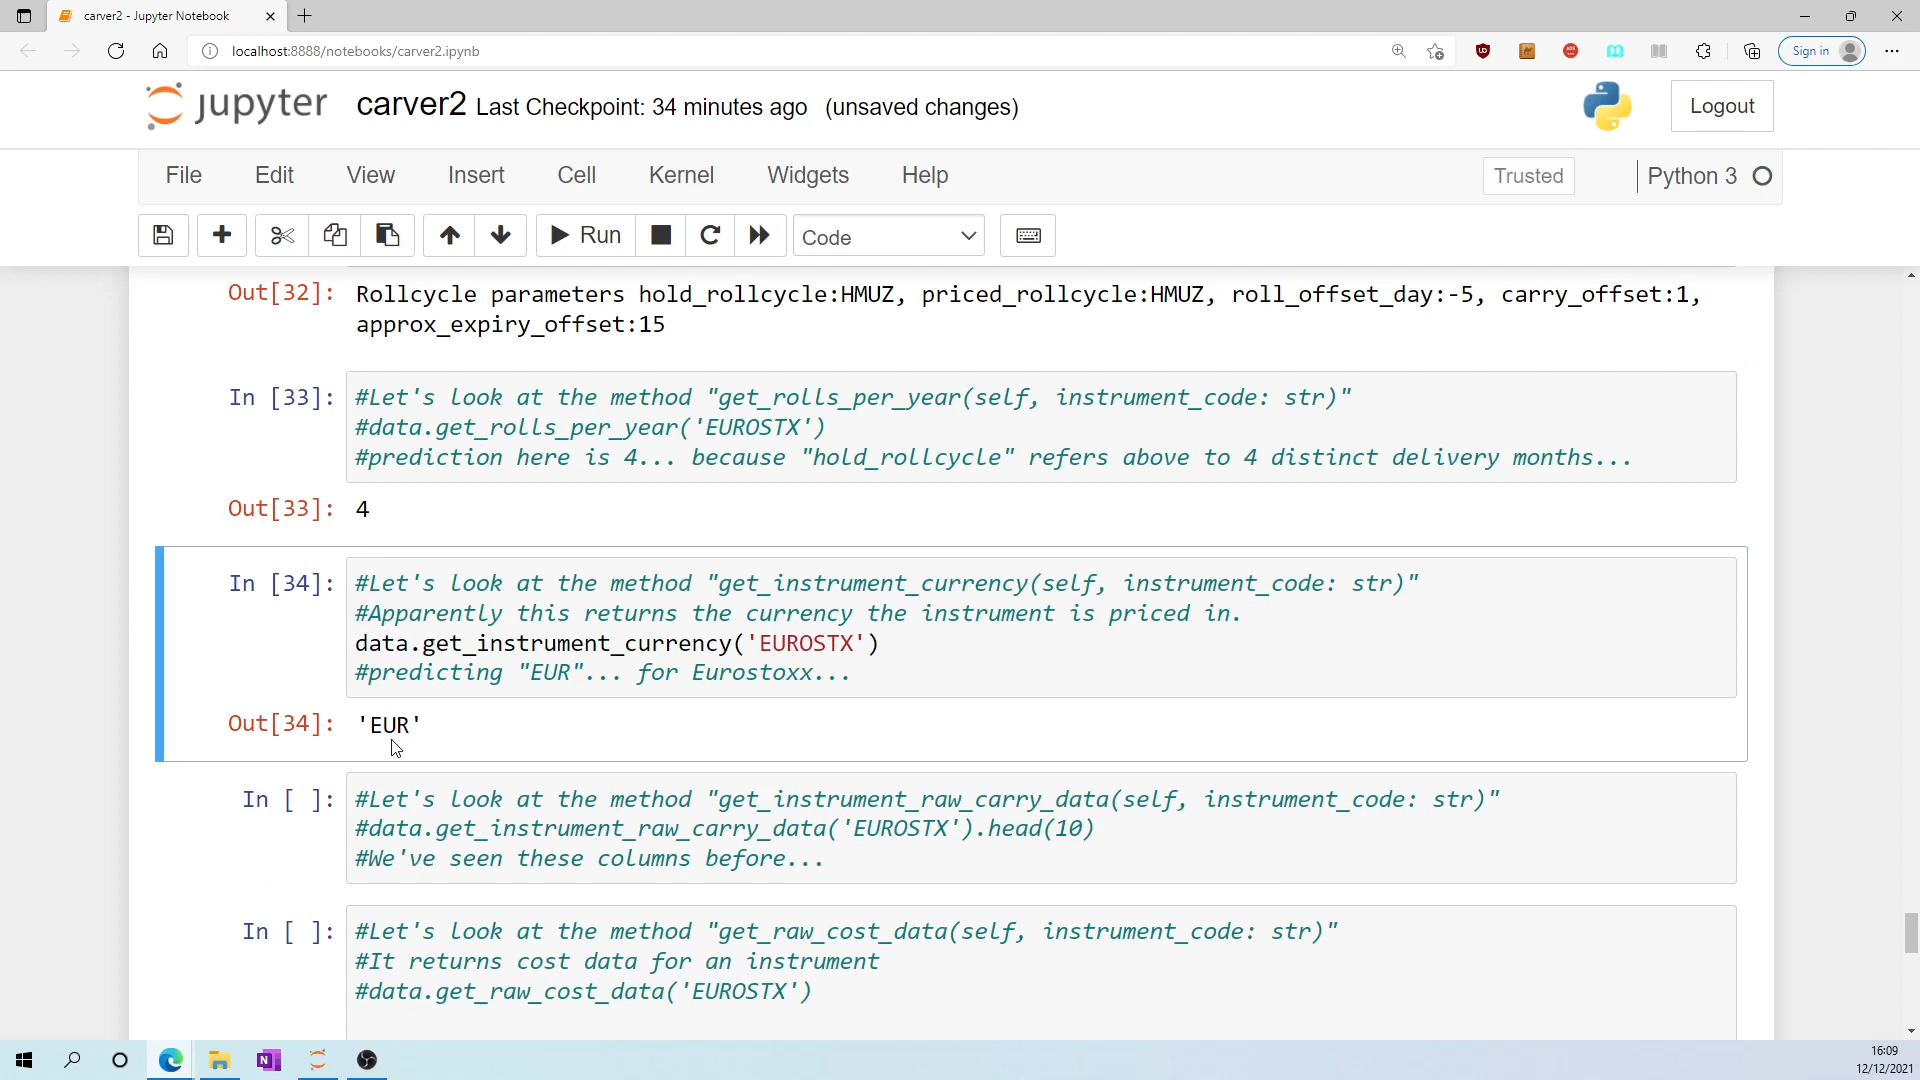 carver2 - Jupyter Notebook
localhost:8888/notebooks/carver2.ipynb
Sign in
jupyter carver2 Last Checkpoint: 34 minutes ago (unsaved changes)
Logout
File Edit View Insert Cell Kernel Widgets Help
Trusted
Python 3
Run
Code
Out[32]: Rollcycle parameters hold_rollcycle:HMUZ, priced_rollcycle:HMUZ, roll_offset_day:-5, carry_offset:1,
approx_expiry_offset:15
In [33]: #Let's look at the method "get_rolls_per_year(self, instrument_code: str)"
#data.get_rolls_per_year('EUROSTX')
#prediction here is 4... because "hold_rollcycle" refers above to 4 distinct delivery months...
Out[33]: 4
In [34]: #Let's look at the method "get_instrument_currency(self, instrument_code: str)"
#Apparently this returns the currency the instrument is priced in.
data.get_instrument_currency('EUROSTX')
#predicting "EUR"... for Eurostoxx...
Out[34]: 'EUR'
In [ ]: #Let's look at the method "get_instrument_raw_carry_data(self, instrument_code: str)"
#data.get_instrument_raw_carry_data('EUROSTX').head(10)
#We've seen these columns before...
In [ ]: #Let's look at the method "get_raw_cost_data(self, instrument_code: str)"
#It returns cost data for an instrument
#data.get_raw_cost_data('EUROSTX')
16:09
12/12/2021